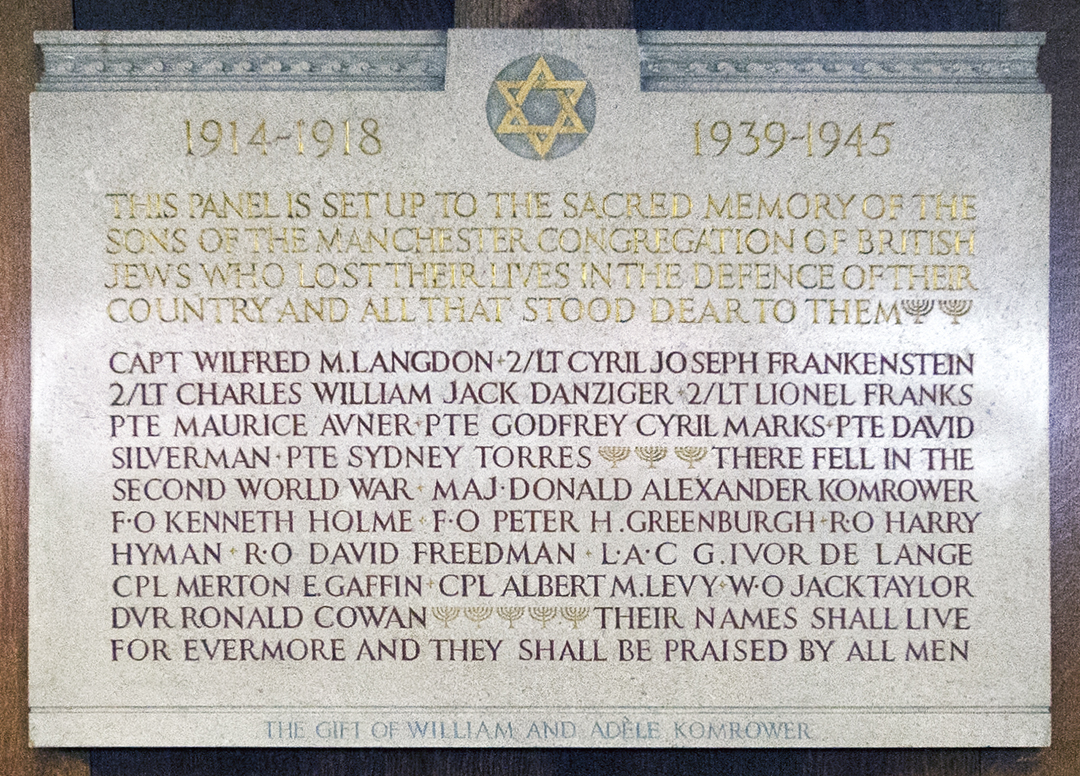 1914-1918 1939-1945
THIS PANEL IS SET UP TO THE SACRED MEMORY OF THE
SONS OF THE MANCHESTER CONGREGATION OF BRITISH
JEWS WHO LOST THEIR LIVES IN THE DEFENCE OF THEIR
COUNTRY AND ALL THAT STOOD DEAR TO THEM
CAPT WILFRED M.LANGDON·2/LT CYRIL JOSEPH FRANKENSTEIN
2/LT CHARLES WILLIAM JACK DANZIGER·2/LT LIONEL FRANKS
PTE MAURICE AVNER·PTE GODFREY CYRIL MARKS·PTE DAVID
SILVERMAN·PTE SYDNEY TORRES THERE FELL IN THE
SECOND WORLD WAR·MAJ·DONALD ALEXANDER KOMROWER
F·O KENNETH HOLME·F·O PETER H.GREENBURGH·R·O HARRY
HYMAN·R·O DAVID FREEDMAN·L·A·C G.IVOR DE LANGE
CPL MERTON E.GAFFIN·CPL ALBERT M.LEVY·W·O JACK TAYLOR
DVR RONALD COWAN THEIR NAMES SHALL LIVE
FOR EVERMORE AND THEY SHALL BE PRAISED BY ALL MEN
THE GIFT OF WILLIAM AND ADÈLE KOMROWER